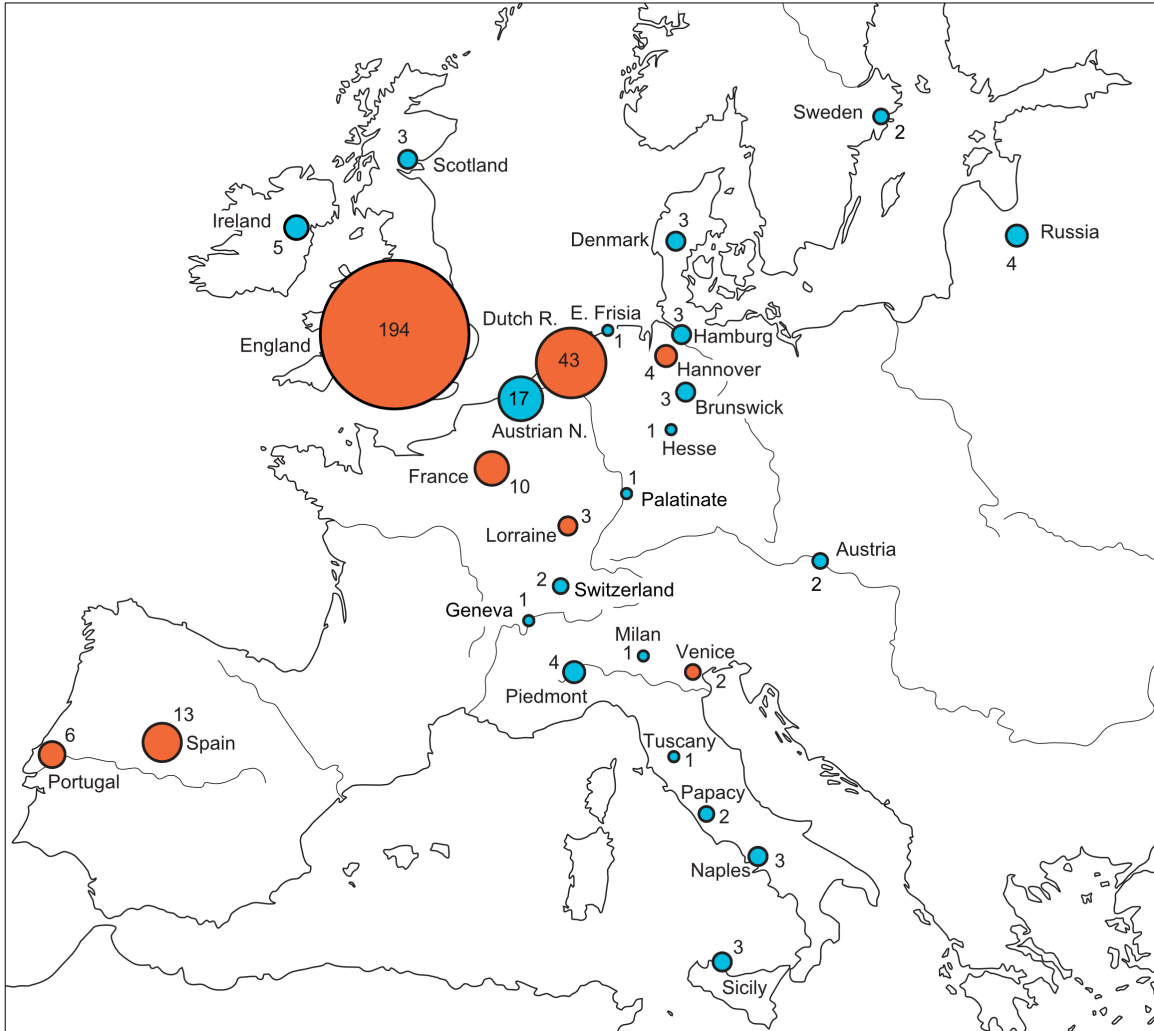 Sweden
2
3
Scotland
Ireland
5
Denmark
3
Russia
4
194
England
Dutch R.
43
E. Frisia
1
3
Hamburg
4
Hannover
3
Brunswick
17
Austrian N.
1
Hesse
France
10
1
Palatinate
Lorraine
3
Austria
2
2
Switzerland
Geneva
1
Milan
1
Venice
2
4
Piedmont
13
Spain
6
Portugal
Tuscany
1
Papacy
2
Naples
3
3
Sicily